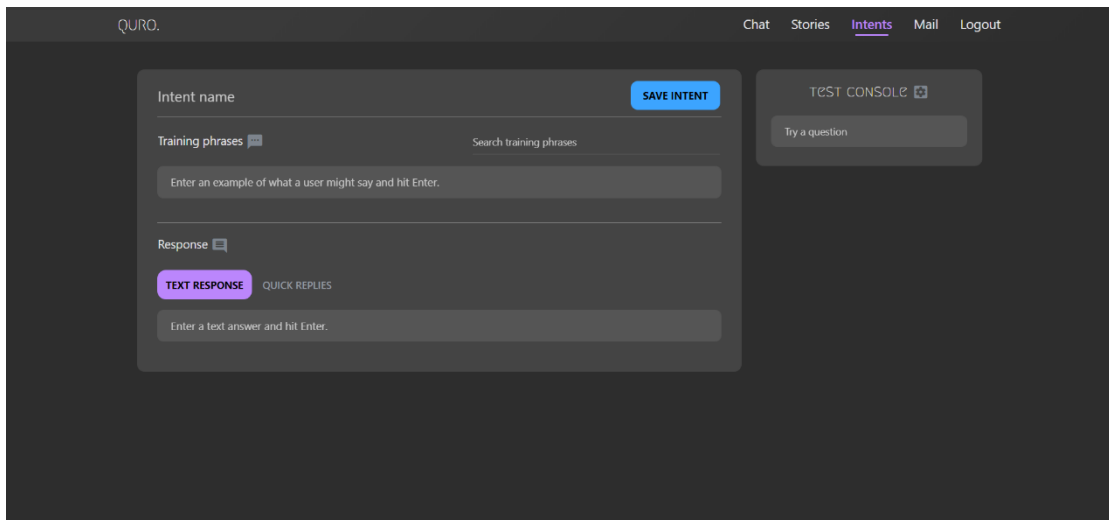 QURO.
Chat Stories Intents Mail Logout
Intent name
SAVE INTENT
Training phrases
Search training phrases
Enter an example of what a user might say and hit Enter.
Response
TEXT RESPONSE QUICK REPLIES
Enter a text answer and hit Enter.
TEST CONSOLE
Try a question